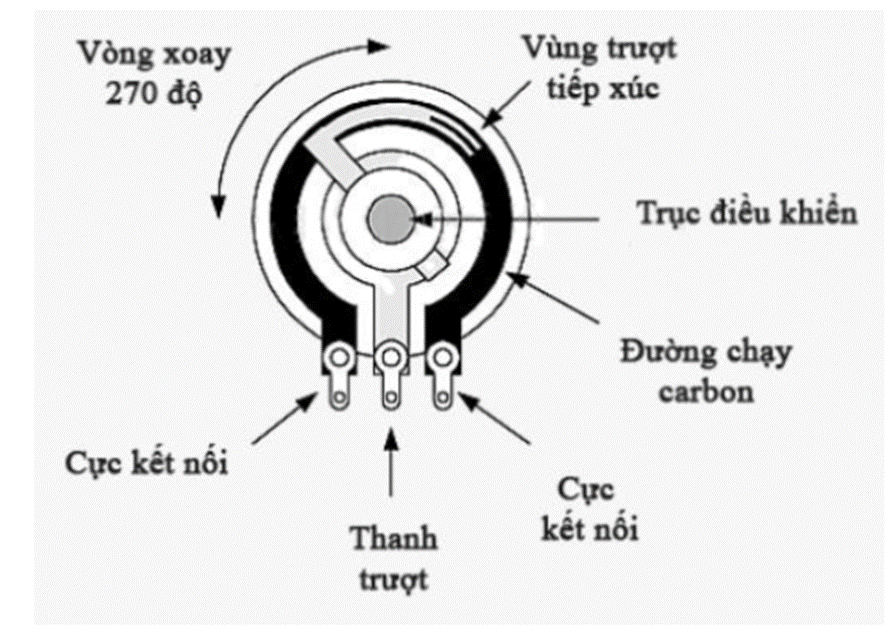 Vòng xoay
270 độ
Vùng trượt
tiếp xúc
Trục điều khiển
Đường chạy
carbon
Cực kết nối
Cực
kết nối
Thanh
trượt